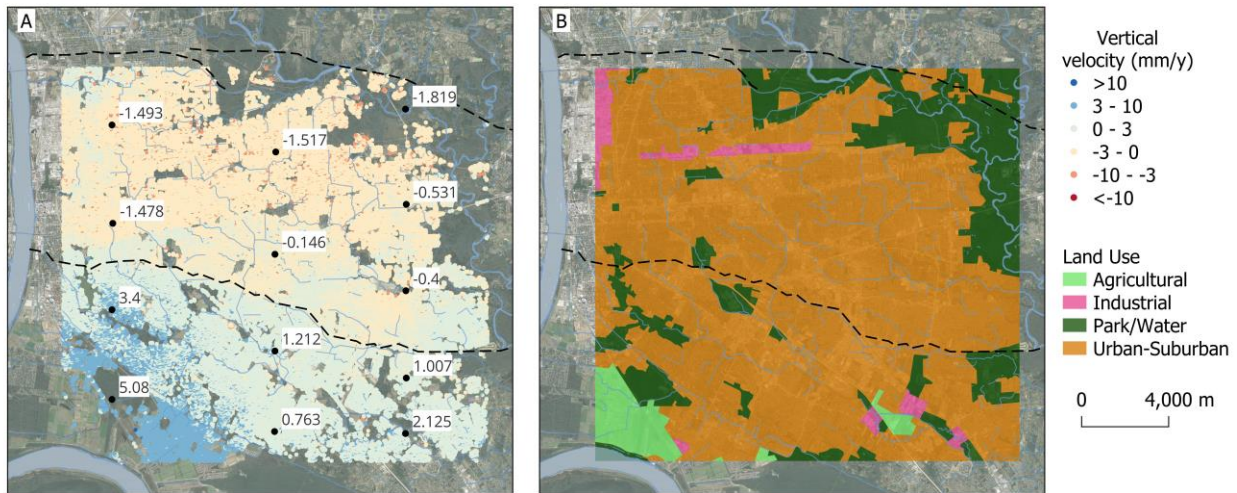 A
-1.493
-1.819
-1.517
-0.531
-1.478
-0.146
-0.4
3.4
1.212
1.007
5.08
0.763
2.125
B
Vertical
velocity (mm/y)
>10
3 - 10
0 - 3
-3 - 0
-10 - -3
<-10
Land Use
Agricultural
Industrial
Park/Water
Urban-Suburban
0 4,000 m